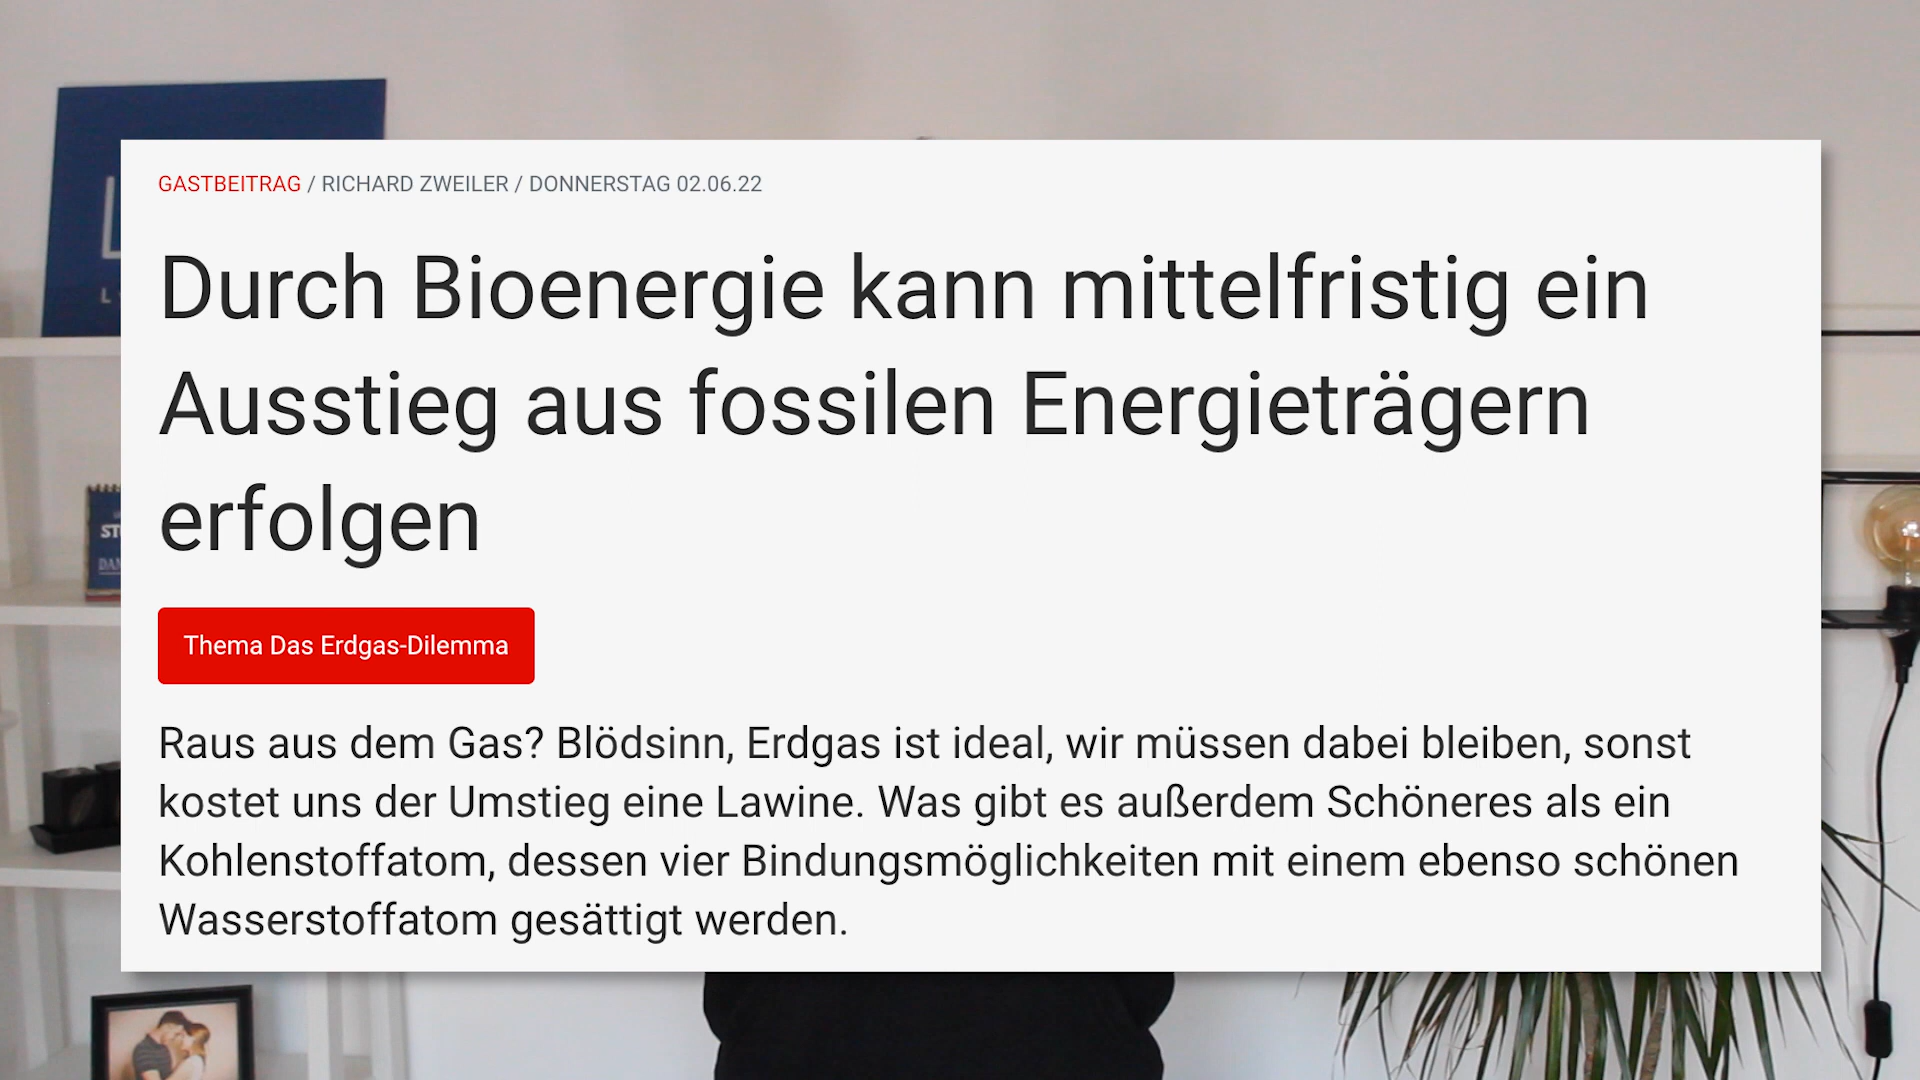 GASTBEITRAG / RICHARD ZWEILER / DONNERSTAG 02.06.22
Durch Bioenergie kann mittelfristig ein
Ausstieg aus fossilen Energieträgern
erfolgen
Thema Das Erdgas-Dilemma
Raus aus dem Gas? Blödsinn, Erdgas ist ideal, wir müssen dabei bleiben, sonst
kostet uns der Umstieg eine Lawine. Was gibt es außerdem Schöneres als ein
Kohlenstoffatom, dessen vier Bindungsmöglichkeiten mit einem ebenso schönen
Wasserstoffatom gesättigt werden.